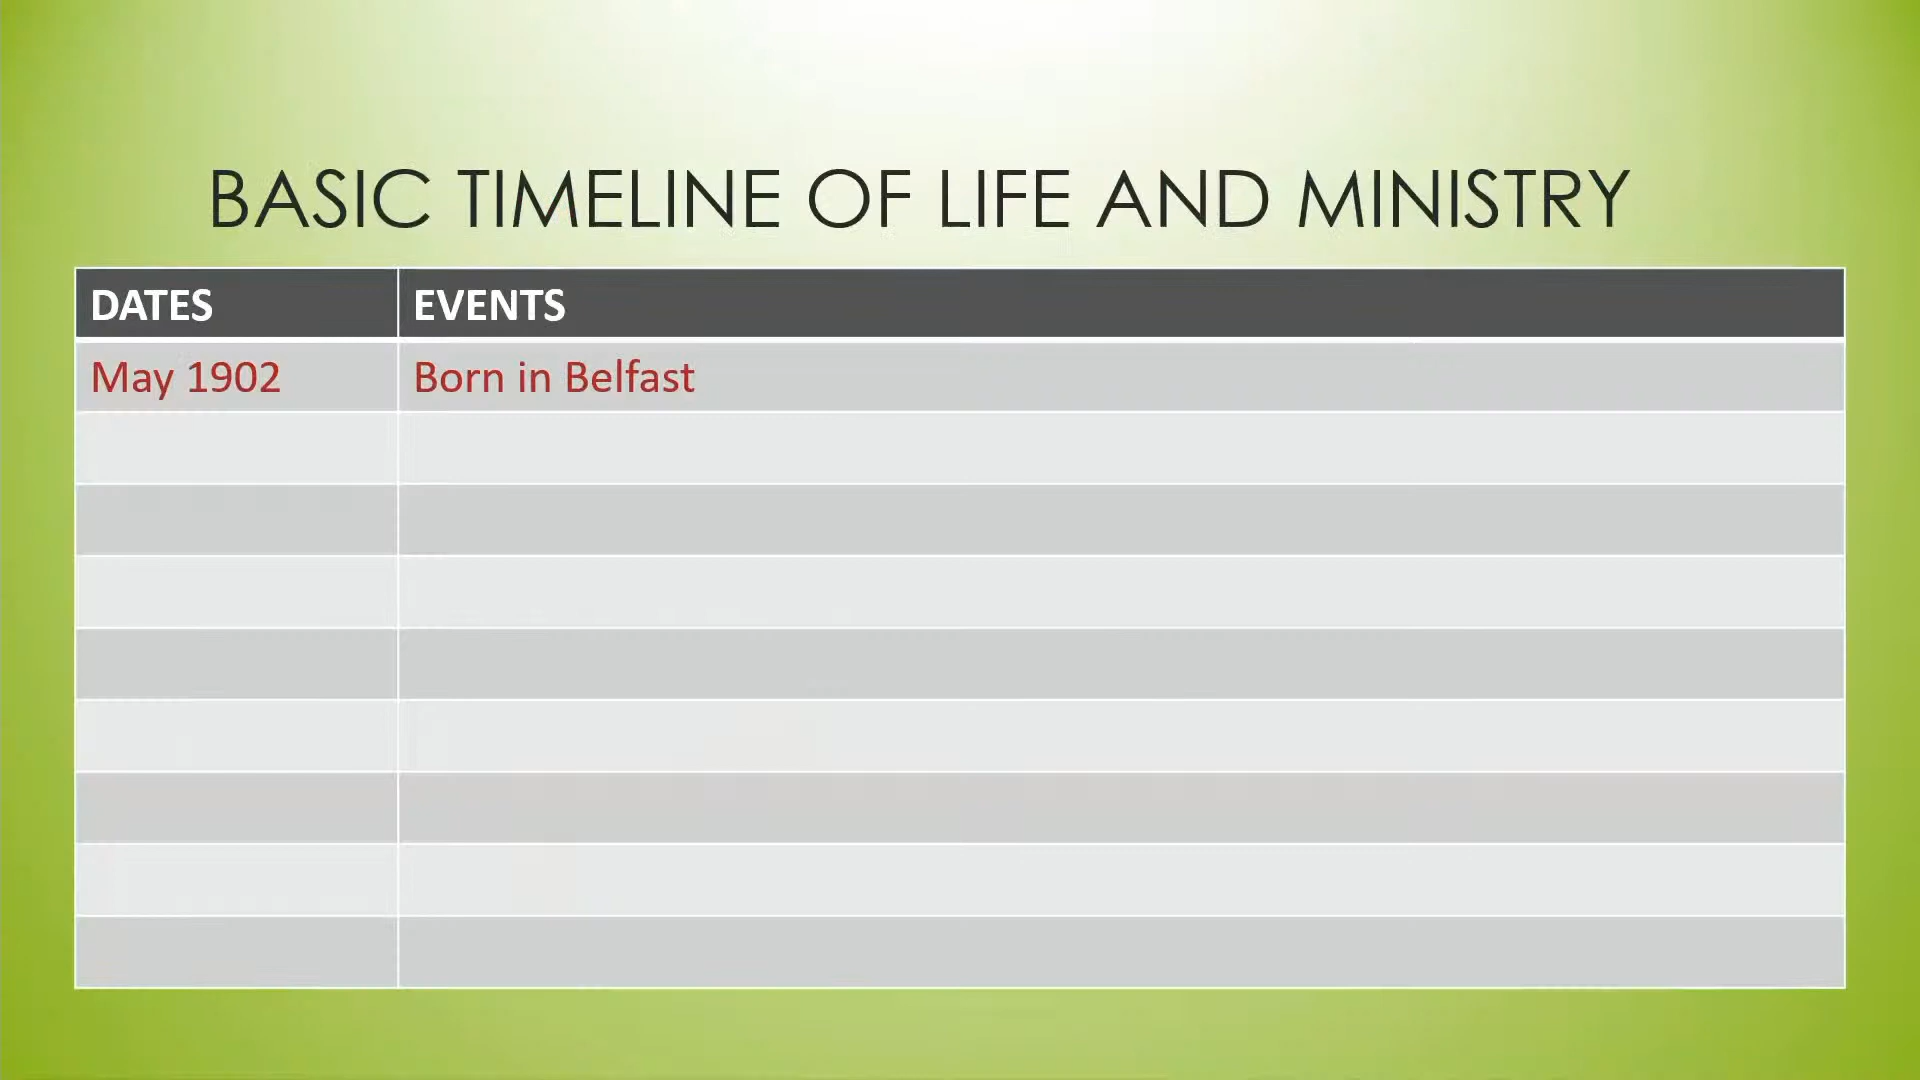 BASIC TIMELINE OF LIFE AND MINISTRY
DATES EVENTS
May 1902 Born in Belfast